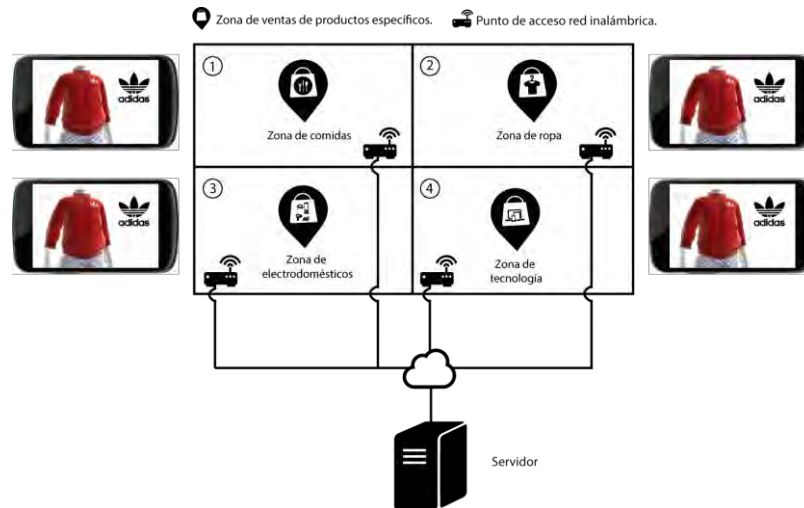 Zona de ventas de productos específicos.
Punto de acceso red inalámbrica.
1
2
adidas
adidas
Zona de comidas
Zona de ropa
3
4
adidas
adidas
Zona de
electrodomésticos
Zona de
tecnología
Servidor